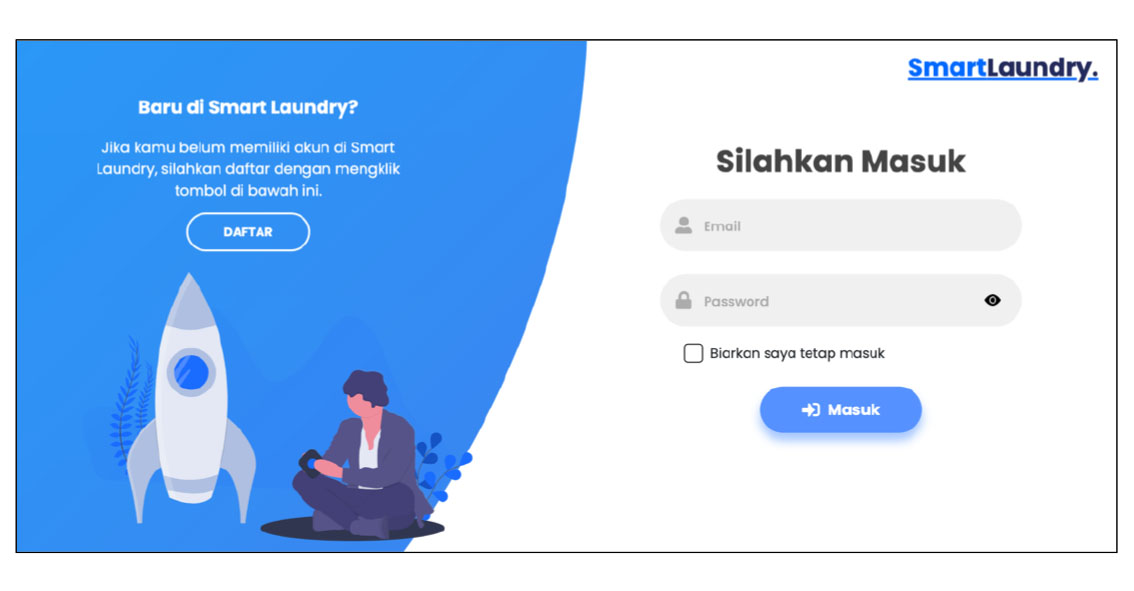 SmartLaundry.
Baru di Smart Laundry?
Jika kamu belum memiliki akun di Smart
Laundry, silahkan daftar dengan mengklik
tombol di bawah ini.
DAFTAR
Silahkan Masuk
Email
Password
Biarkan saya tetap masuk
Masuk